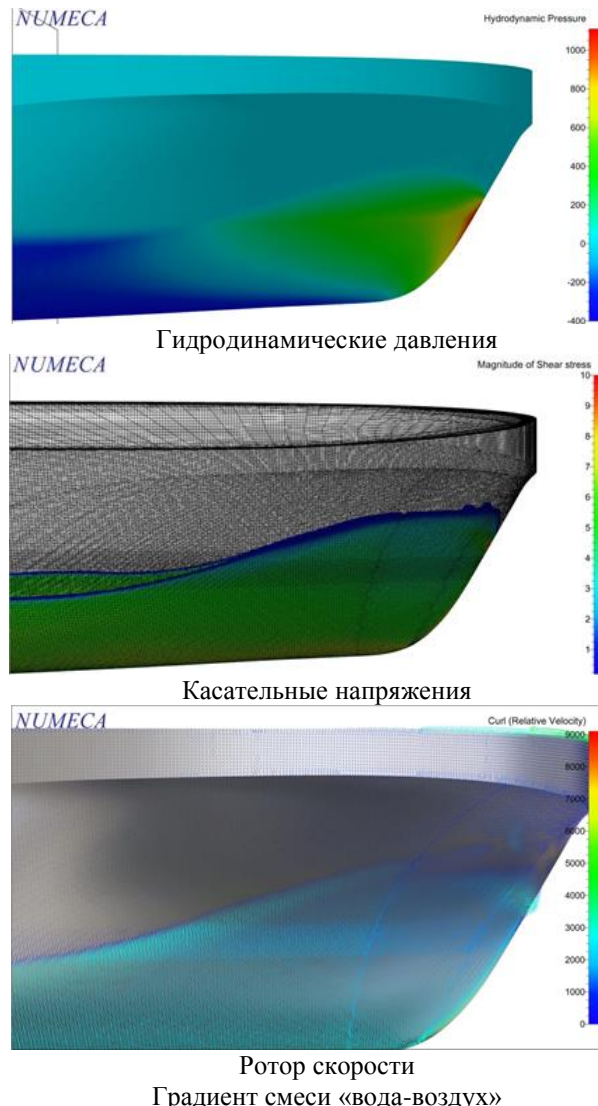 NUMECA
Hydrodynamic Pressure
1000
800
600
400
200
0
-200
-400
Гидродинамические давления
NUMECA
Magnitude of Shear stress
10
9
8
7
6
5
4
3
2
1
Касательные напряжения
NUMECA
Curl (Relative Velocity)
9000
8000
7000
6000
5000
4000
3000
2000
1000
0
Ротор скорости
Градиент смеси «вода-воздух»